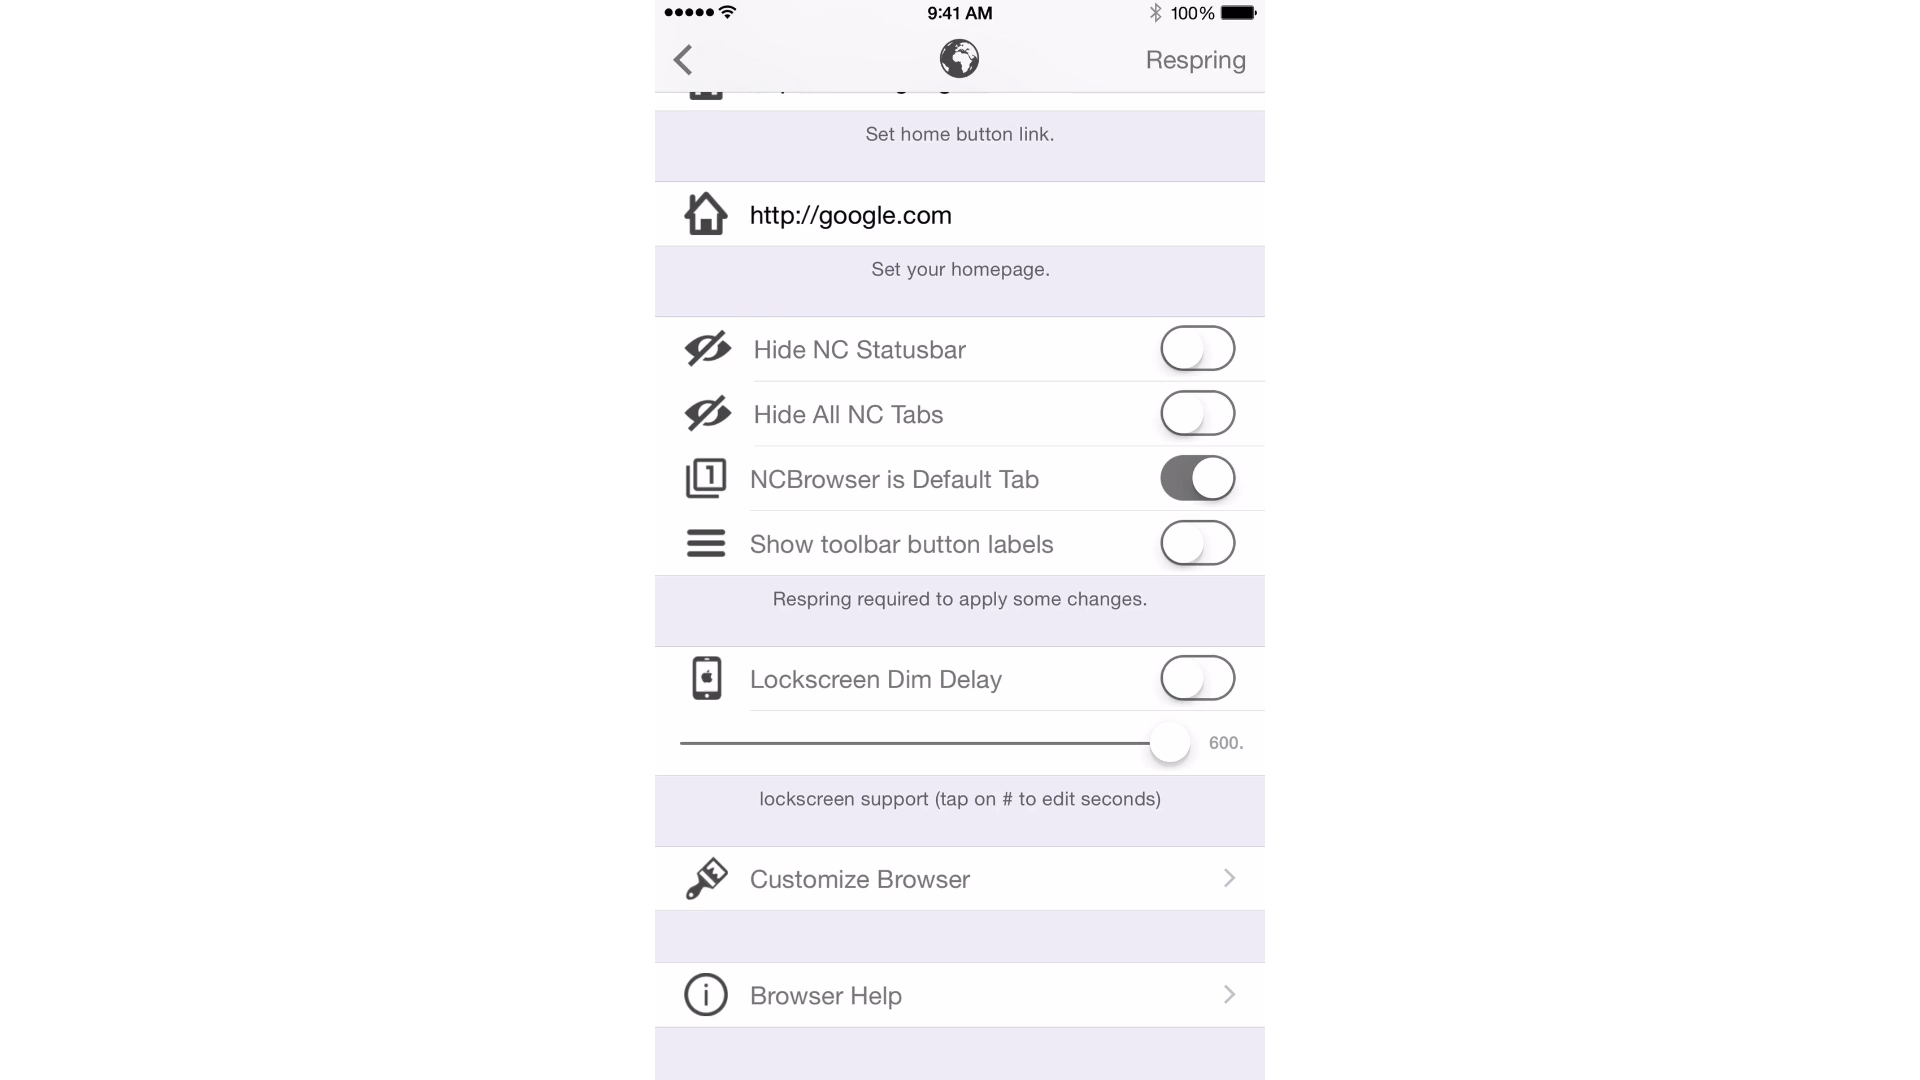 9:41 AM
100%
Respring
Set home button link.
http://google.com
Set your homepage.
Hide NC Statusbar
Hide All NC Tabs
1
NCBrowser is Default Tab
Show toolbar button labels
Respring required to apply some changes.
Lockscreen Dim Delay
600.
lockscreen support (tap on # to edit seconds)
Customize Browser
Browser Help